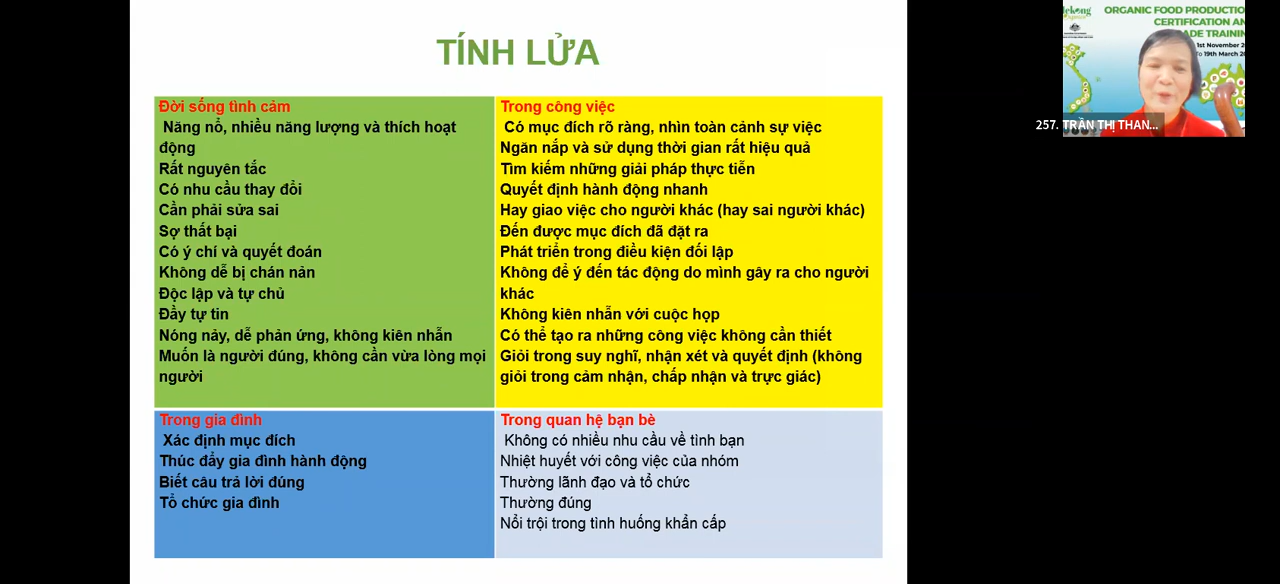 TÍNH LỬA
Đời sống tình cảm
Năng nổ, nhiều năng lượng và thích hoạt
động
Rất nguyên tắc
Có nhu cầu thay đổi
Cần phải sửa sai
Sợ thất bại
Có ý chí và quyết đoán
Không dễ bị chán nản
Độc lập và tự chủ
Đầy tự tin
Nóng nảy, dễ phản ứng, không kiên nhẫn
Muốn là người đúng, không cần vừa lòng mọi
người
Trong công việc
Có mục đích rõ ràng, nhìn toàn cảnh sự việc
Ngăn nắp và sử dụng thời gian rất hiệu quả
Tìm kiếm những giải pháp thực tiễn
Quyết định hành động nhanh
Hay giao việc cho người khác (hay sai người khác)
Đến được mục đích đã đặt ra
Phát triển trong điều kiện đối lập
Không để ý đến tác động do mình gây ra cho người
khác
Không kiên nhẫn với cuộc họp
Có thể tạo ra những công việc không cần thiết
Giỏi trong suy nghĩ, nhận xét và quyết định (không
giỏi trong cảm nhận, chấp nhận và trực giác)
Trong gia đình
Xác định mục đích
Thúc đẩy gia đình hành động
Biết câu trả lời đúng
Tổ chức gia đình
Trong quan hệ bạn bè
Không có nhiều nhu cầu về tình bạn
Nhiệt huyết với công việc của nhóm
Thường lãnh đạo và tổ chức
Thường đúng
Nổi trội trong tình huống khẩn cấp
ORGANIC FOOD PRODUCTIO
CERTIFICATION AN
ADE TRAININ
1st November 2
To 19th March 20
257. TRẦN THỊ THAN...